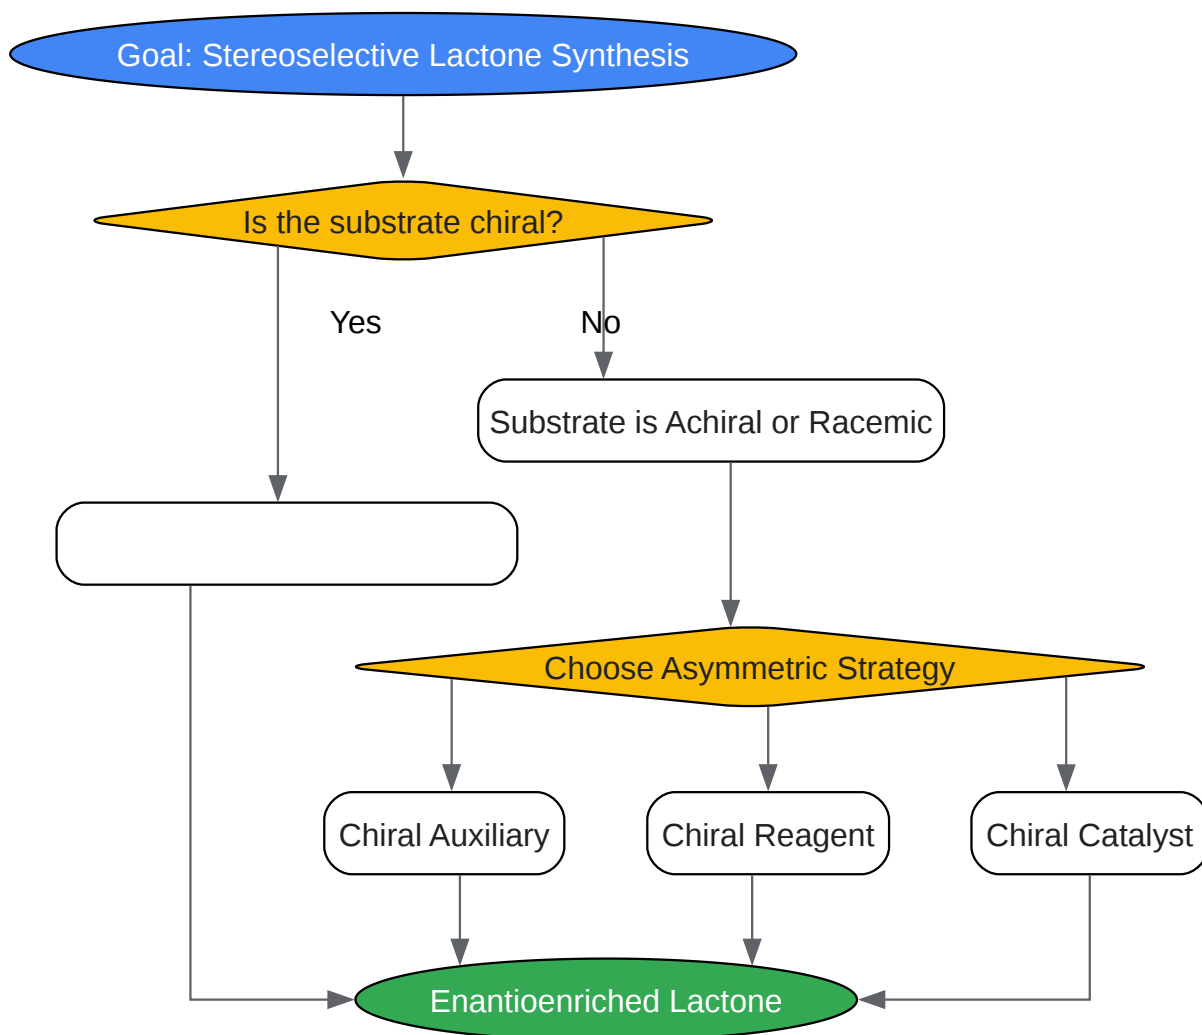 Goal: Stereoselective Lactone Synthesis
Is the substrate chiral?
Yes
No
Substrate is Achiral or Racemic
Choose Asymmetric Strategy
Chiral Auxiliary
Chiral Reagent
Chiral Catalyst
Enantioenriched Lactone